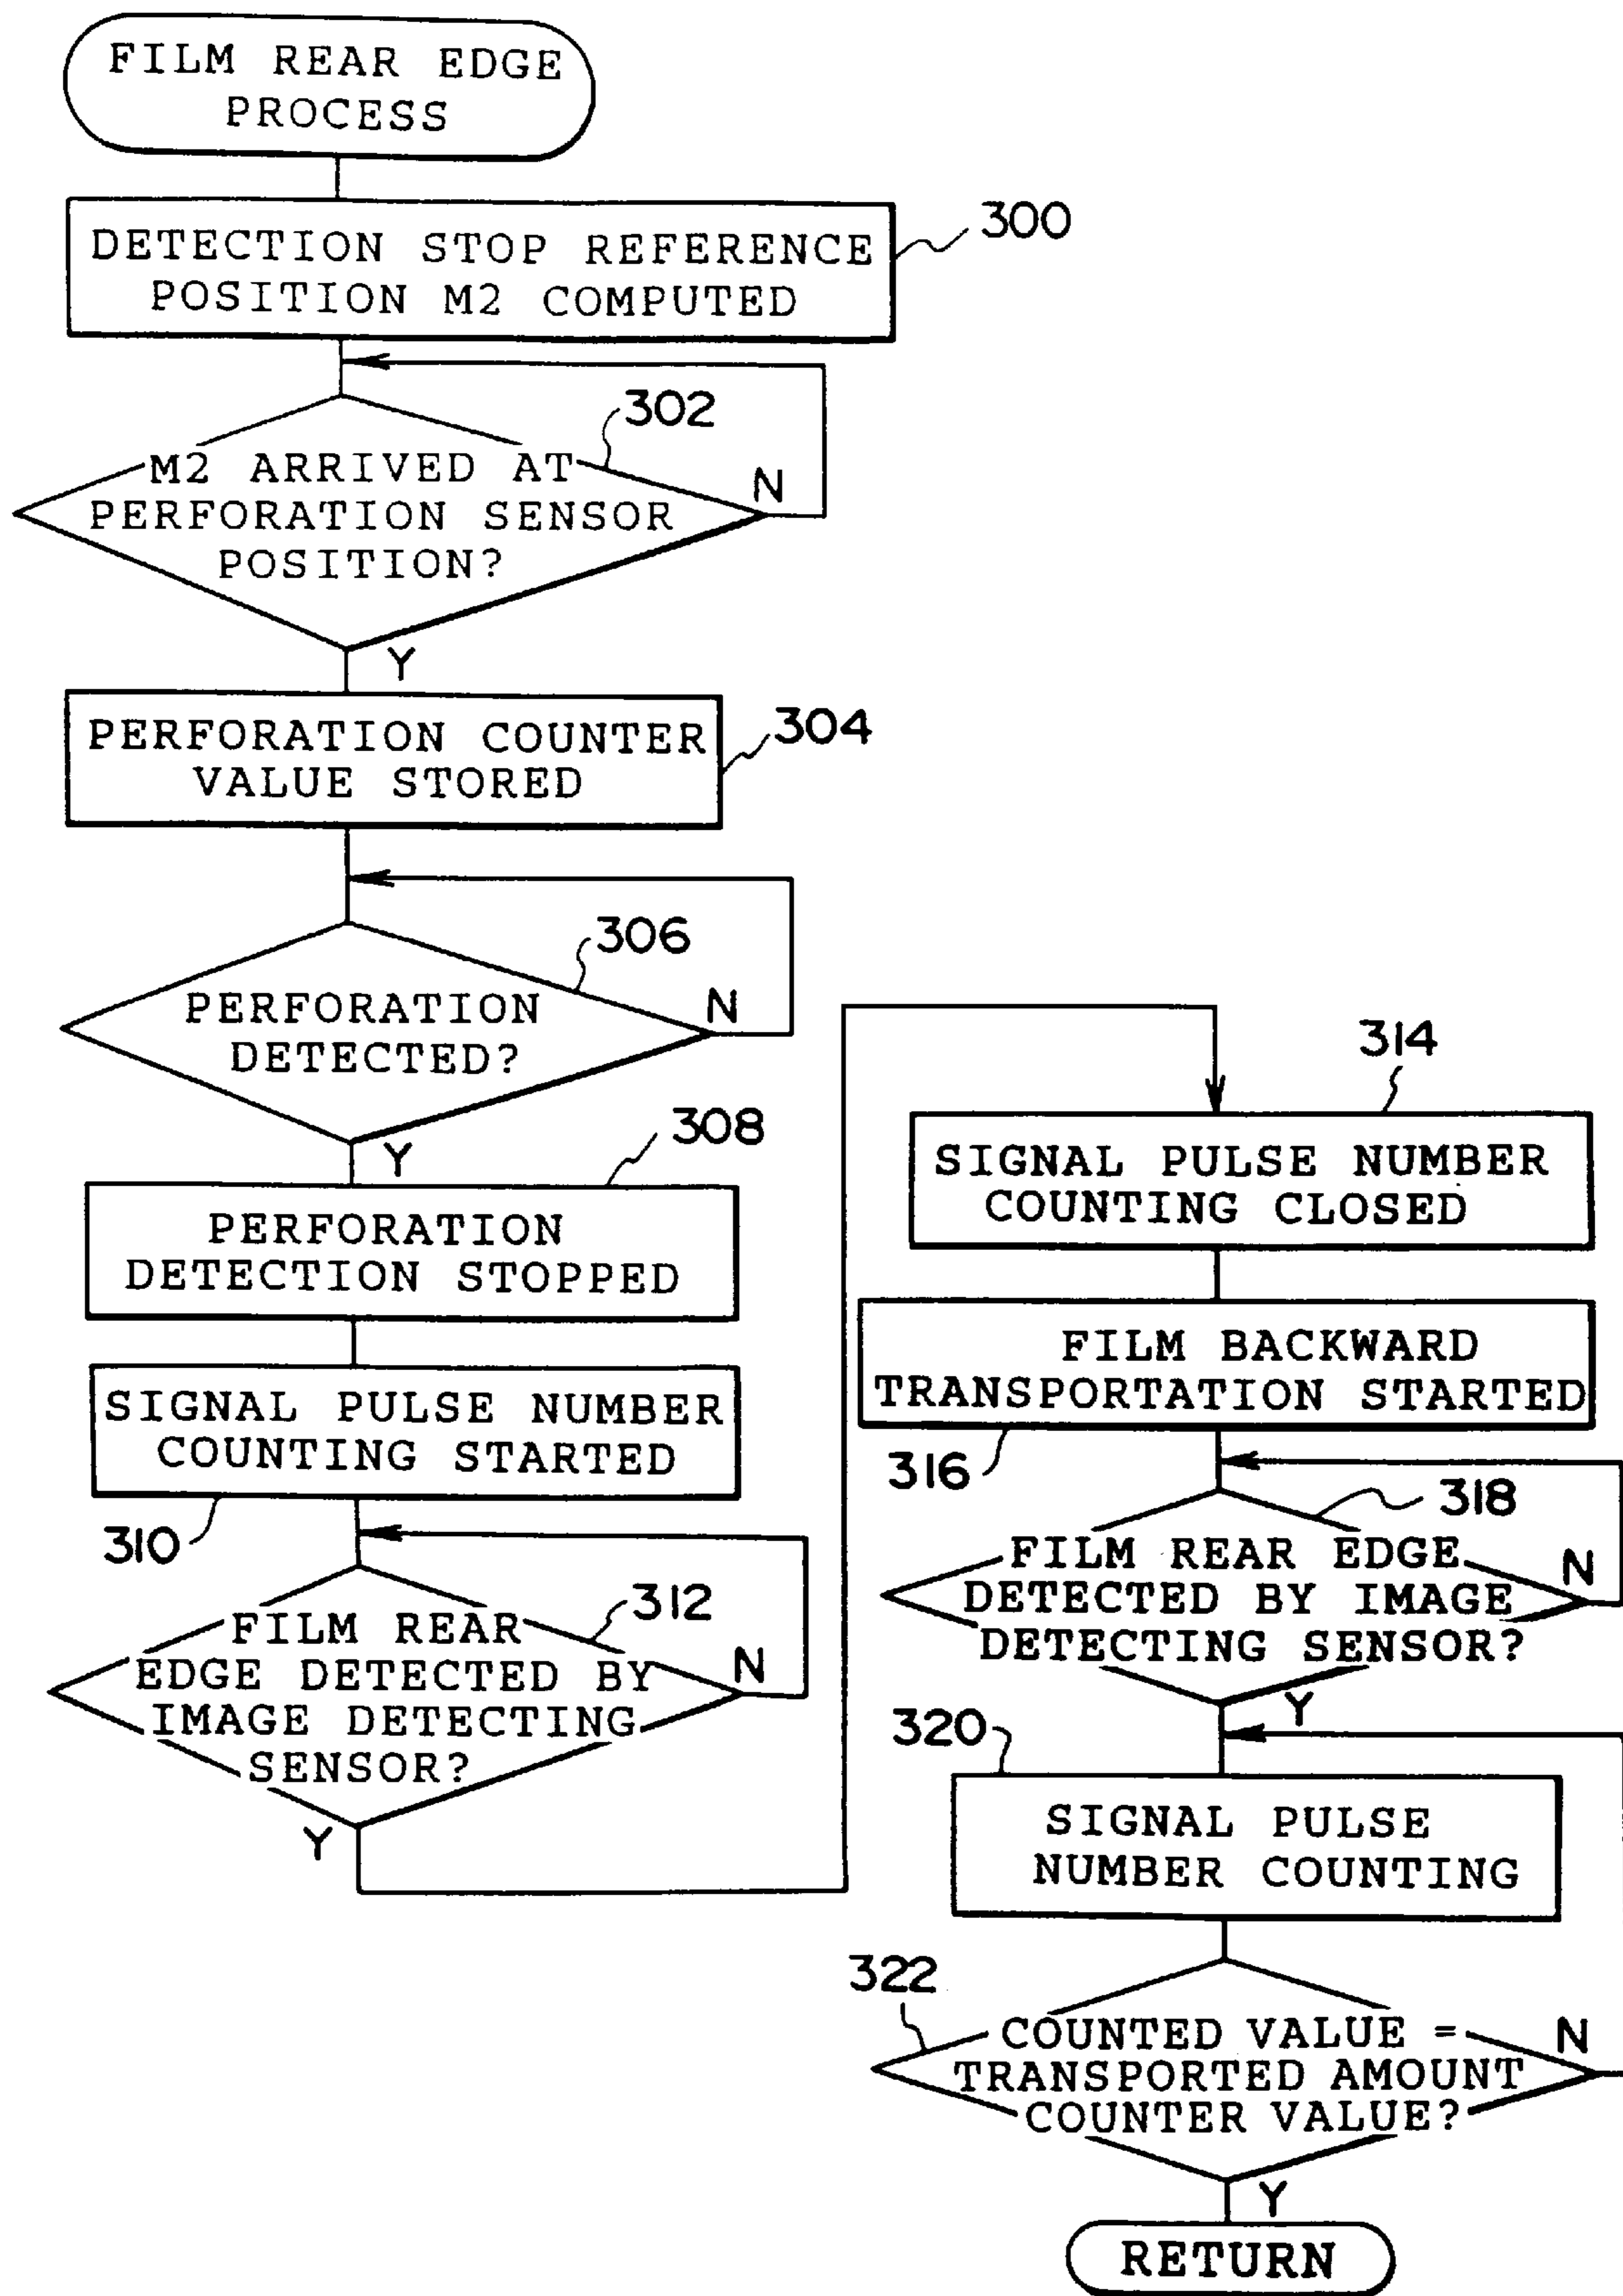 FILM REAR EDGE
PROCESS
DETECTION STOP REFERENCE
POSITION M2 COMPUTED
300
302
M2 ARRIVED AT
PERFORATION SENSOR
POSITION?
N
Y
PERFORATION COUNTER
VALUE STORED
304
306
PERFORATION
DETECTED?
N
Y
308
PERFORATION
DETECTION STOPPED
SIGNAL PULSE NUMBER
COUNTING STARTED
310
312
FILM REAR
EDGE DETECTED BY
IMAGE DETECTING
SENSOR?
N
Y
314
SIGNAL PULSE NUMBER
COUNTING CLOSED
FILM BACKWARD
TRANSPORTATION STARTED
316
318
FILM REAR EDGE
DETECTED BY IMAGE
DETECTING SENSOR?
N
Y
320
SIGNAL PULSE
NUMBER COUNTING
322
COUNTED VALUE =
TRANSPORTED AMOUNT
COUNTER VALUE?
N
Y
RETURN